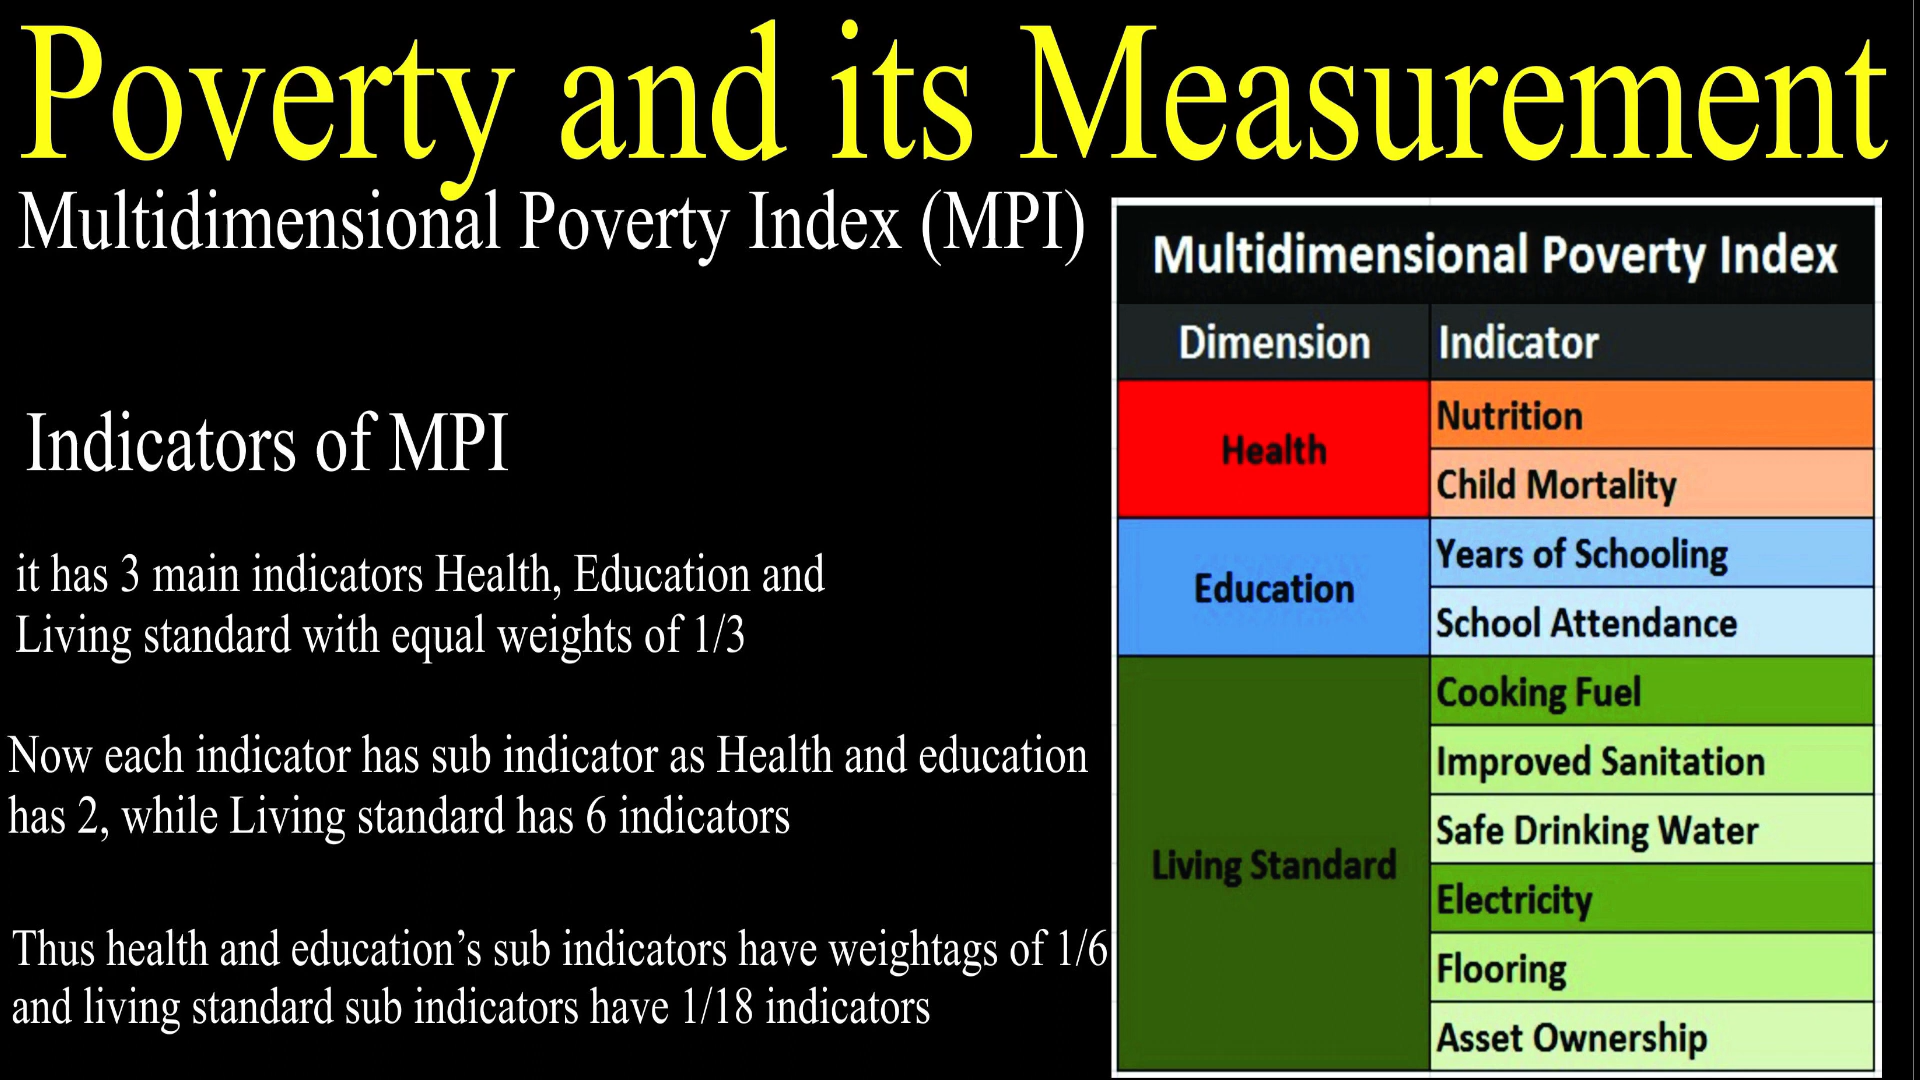 Poverty and its Measurement
Multidimensional Poverty Index (MPI)
Indicators of MPI
it has 3 main indicators Health, Education and
Living standard with equal weights of 1/3
Now each indicator has sub indicator as Health and education
has 2, while Living standard has 6 indicators
Thus health and education’s sub indicators have weightags of 1/6
and living standard sub indicators have 1/18 indicators
Multidimensional Poverty Index
Dimension Indicator
Health
Nutrition
Child Mortality
Education
Years of Schooling
School Attendance
Living Standard
Cooking Fuel
Improved Sanitation
Safe Drinking Water
Electricity
Flooring
Asset Ownership